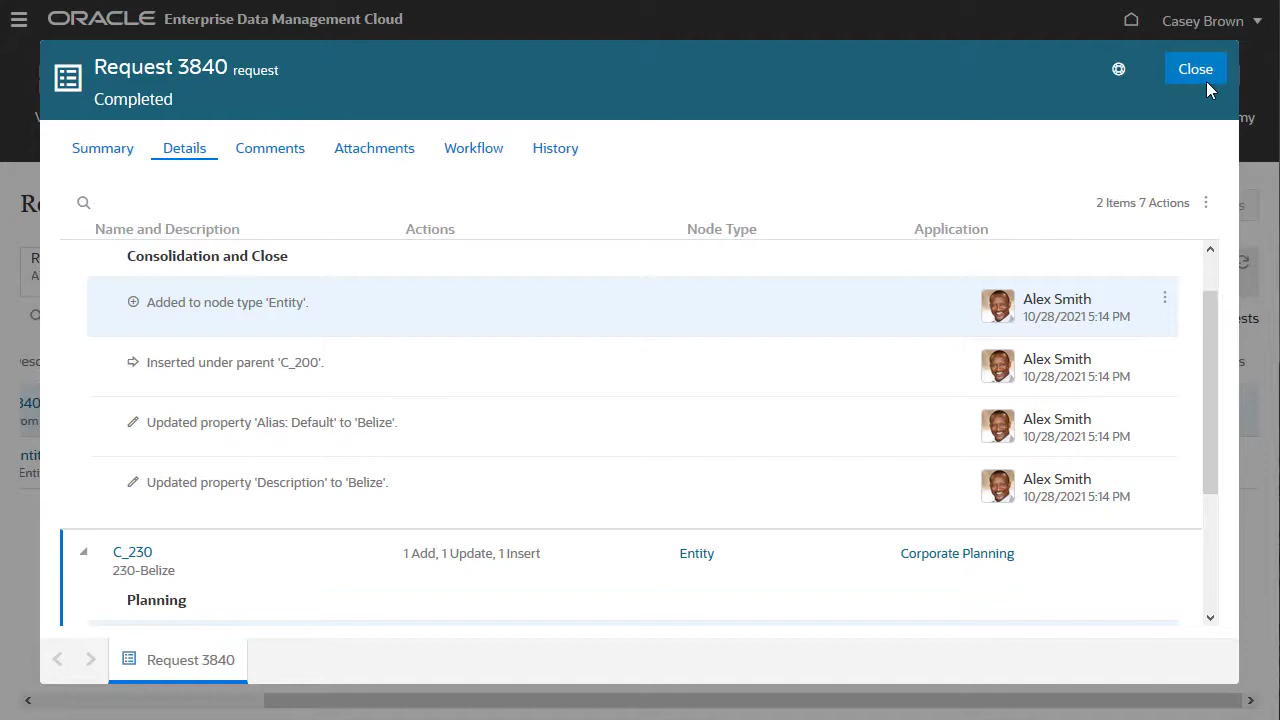 ORACLE Enterprise Data Management Cloud
Casey Brown
Request 3840 request
Completed
Close
my
Summary Details Comments Attachments Workflow History
2 Items 7 Actions
Name and Description Actions Node Type Application
Consolidation and Close
Added to node type 'Entity'.
Alex Smith
10/28/2021 5:14 PM
Inserted under parent 'C_200'.
Alex Smith
10/28/2021 5:14 PM
Updated property 'Alias: Default' to 'Belize'.
Alex Smith
10/28/2021 5:14 PM
Updated property 'Description' to 'Belize'.
Alex Smith
10/28/2021 5:14 PM
C_230 1 Add, 1 Update, 1 Insert Entity Corporate Planning
230-Belize
Planning
Request 3840